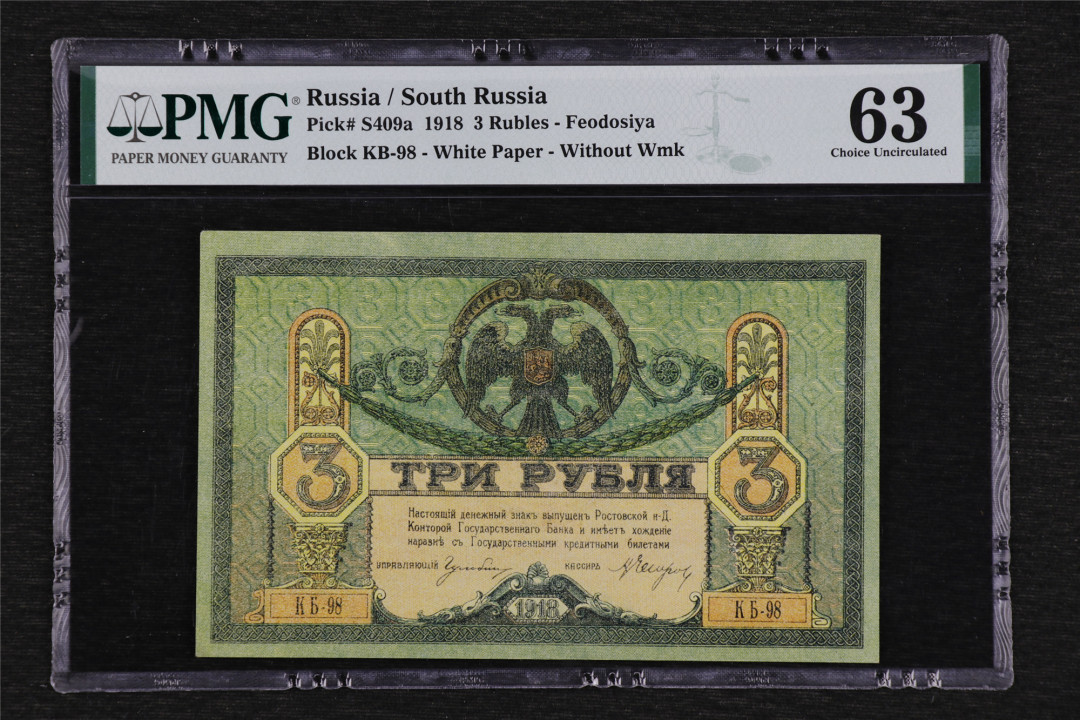 PMG®
PAPER MONEY GUARANTY
Russia / South Russia
Pick# S409a 1918 3 Rubles - Feodosiya
Block KB-98 - White Paper - Without Wmk
63
Choice Uncirculated
3
3
ТРИ РУБЛЯ
Настоящій денежный знакъ выпущенъ Ростовской н-Д.
Конторой Государственнаго Банка и имѣетъ хожденіе
наравнѣ съ Государственными кредитными билетами
УПРАВЛЯЮЩІЙ
КАССИРЪ
КБ-98
1918
КБ-98